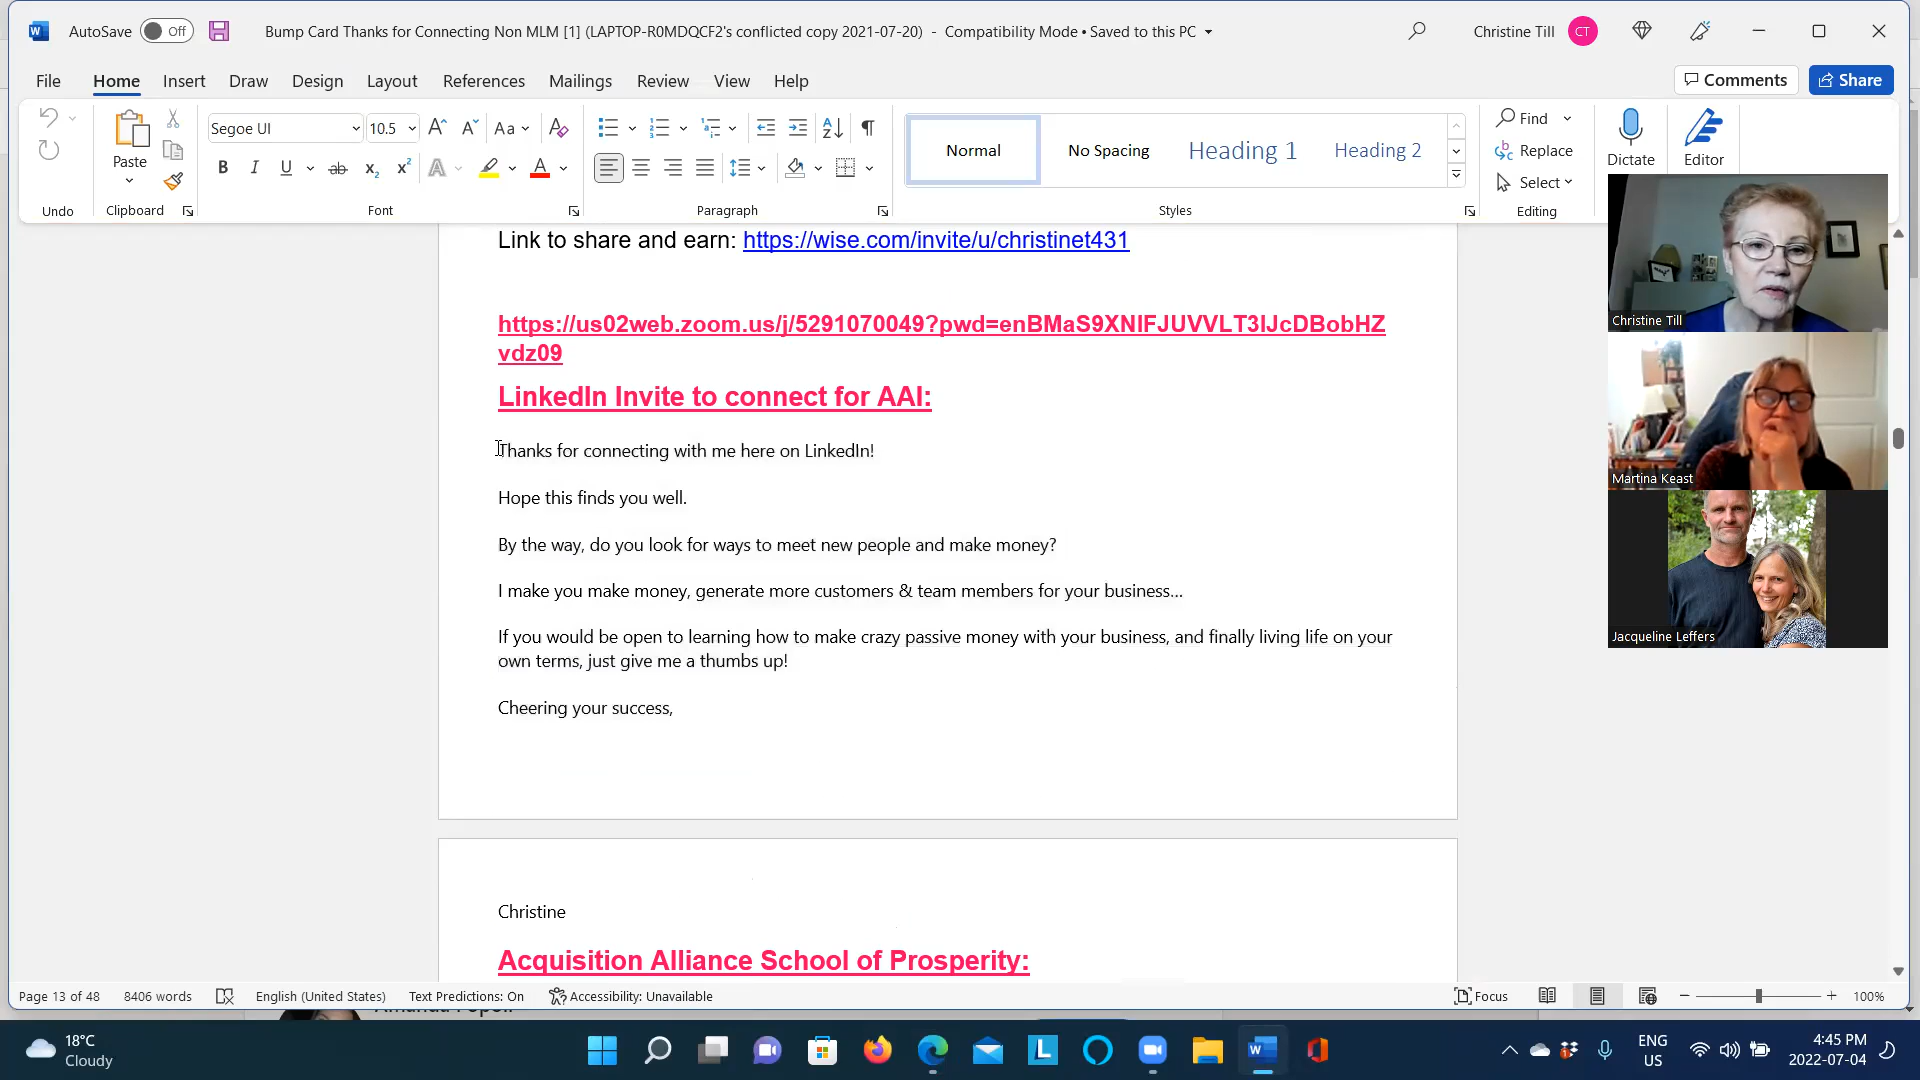 AutoSave Off Bump Card Thanks for Connecting Non MLM [1] (LAPTOP-R0MDQCF2's conflicted copy 2021-07-20) - Compatibility Mode • Saved to this PC Christine Till CT
File Home Insert Draw Design Layout References Mailings Review View Help Comments Share
Segoe UI 10.5 Aa
Normal No Spacing Heading 1 Heading 2
Find
Replace
Select
Paste Dictate Editor
Undo Clipboard Font Paragraph Styles Editing
Link to share and earn: https://wise.com/invite/u/christinet431
https://us02web.zoom.us/j/5291070049?pwd=enBMaS9XNlFJUVVLT3lJcDBobHZ
vdz09
LinkedIn Invite to connect for AAI:
Thanks for connecting with me here on LinkedIn!
Hope this finds you well.
By the way, do you look for ways to meet new people and make money?
I make you make money, generate more customers & team members for your business...
If you would be open to learning how to make crazy passive money with your business, and finally living life on your
own terms, just give me a thumbs up!
Cheering your success,
Christine
Acquisition Alliance School of Prosperity:
Christine Till
Martina Keast
Jacqueline Leffers
Page 13 of 48 8406 words English (United States) Text Predictions: On Accessibility: Unavailable Focus 100%
18°C
Cloudy
ENG
US
4:45 PM
2022-07-04